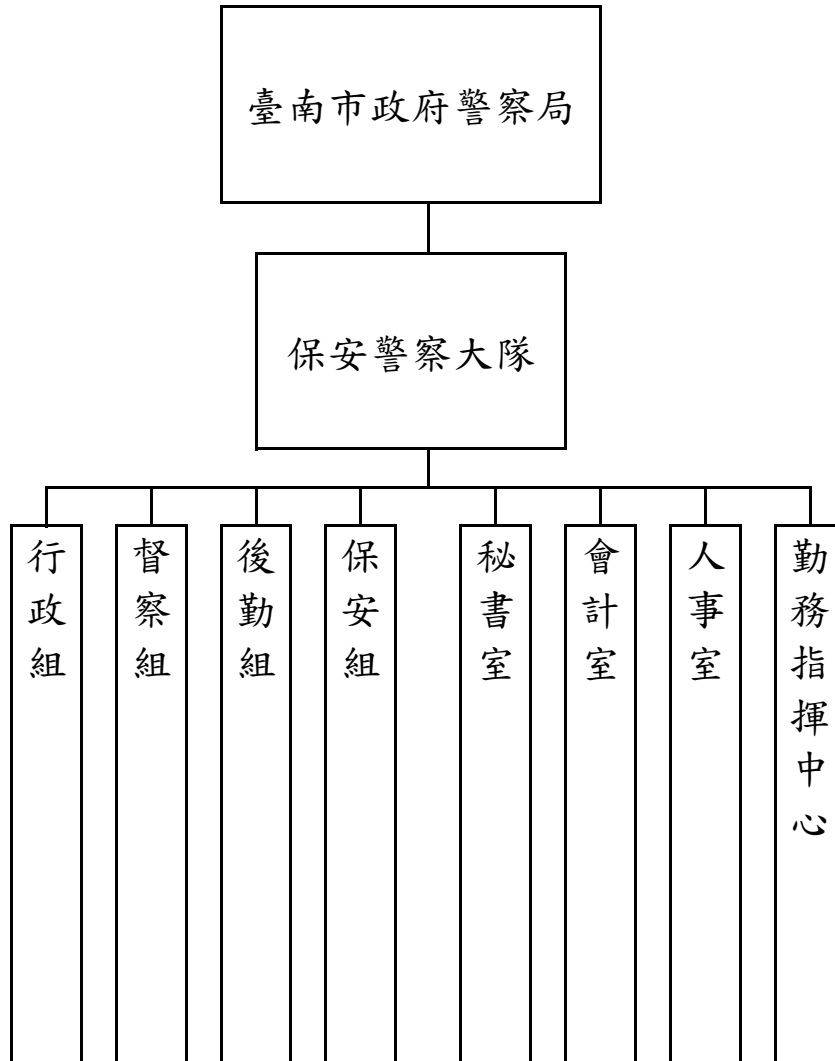 臺南市政府警察局
保安警察大隊
行政組
督察組
後勤組
保安組
秘書室
會計室
人事室
勤務指揮中心